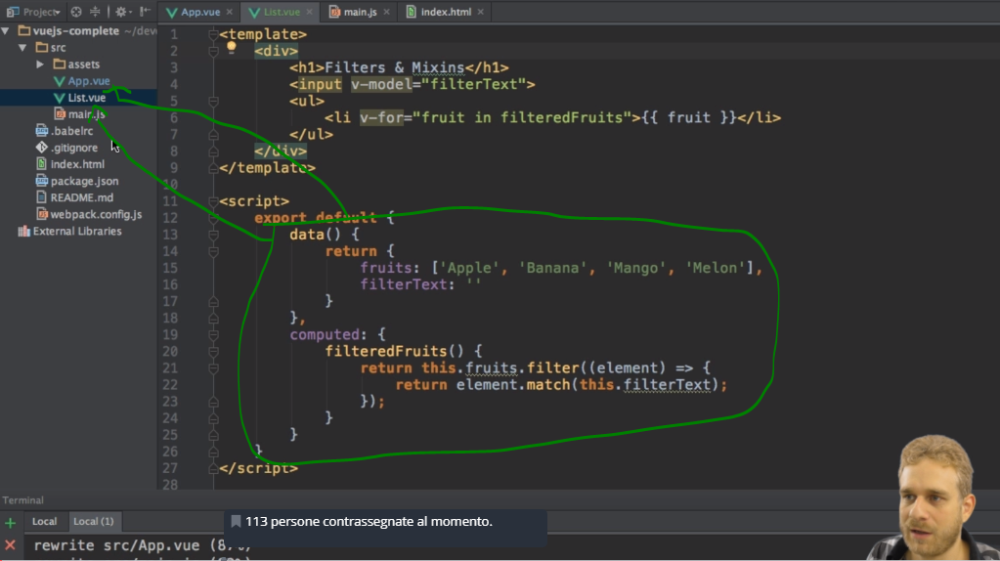 Project
App.vue
List.vue
main.js
index.html
vuejs-complete ~/dev
src
assets
App.vue
List.vue
main.js
.babelrc
.gitignore
index.html
package.json
README.md
webpack.config.js
External Libraries
1 <template>
2 <div>
3 <h1>Filters & Mixins</h1>
4 <input v-model="filterText">
5 <ul>
6 <li v-for="fruit in filteredFruits">{{ fruit }}</li>
7 </ul>
8 </div>
9 </template>
10
11 <script>
12 export default {
13 data() {
14 return {
15 fruits: ['Apple', 'Banana', 'Mango', 'Melon'],
16 filterText: ''
17 }
18 },
19 computed: {
20 filteredFruits() {
21 return this.fruits.filter((element) => {
22 return element.match(this.filterText);
23 });
24 }
25 }
26 }
27 </script>
28
Terminal
Local
Local (1)
113 persone contrassegnate al momento.
rewrite src/App.vue